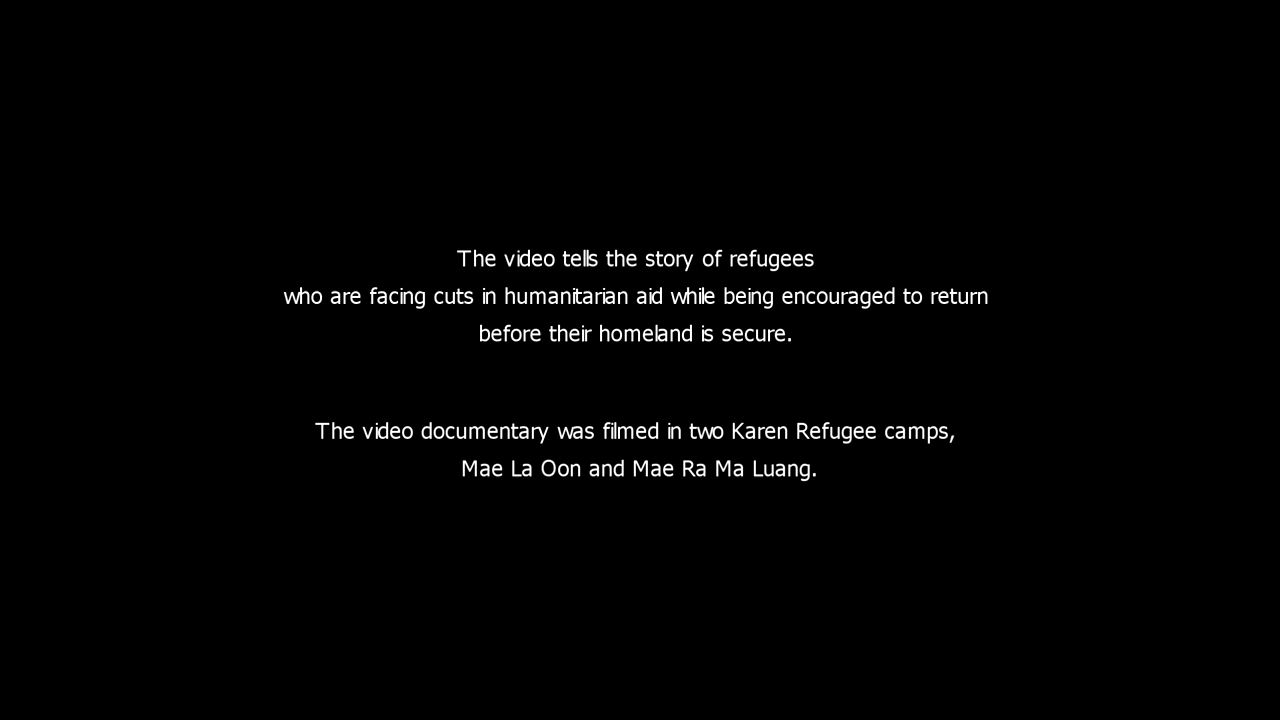 The video tells the story of refugees
who are facing cuts in humanitarian aid while being encouraged to return
before their homeland is secure.
The video documentary was filmed in two Karen Refugee camps,
Mae La Oon and Mae Ra Ma Luang.